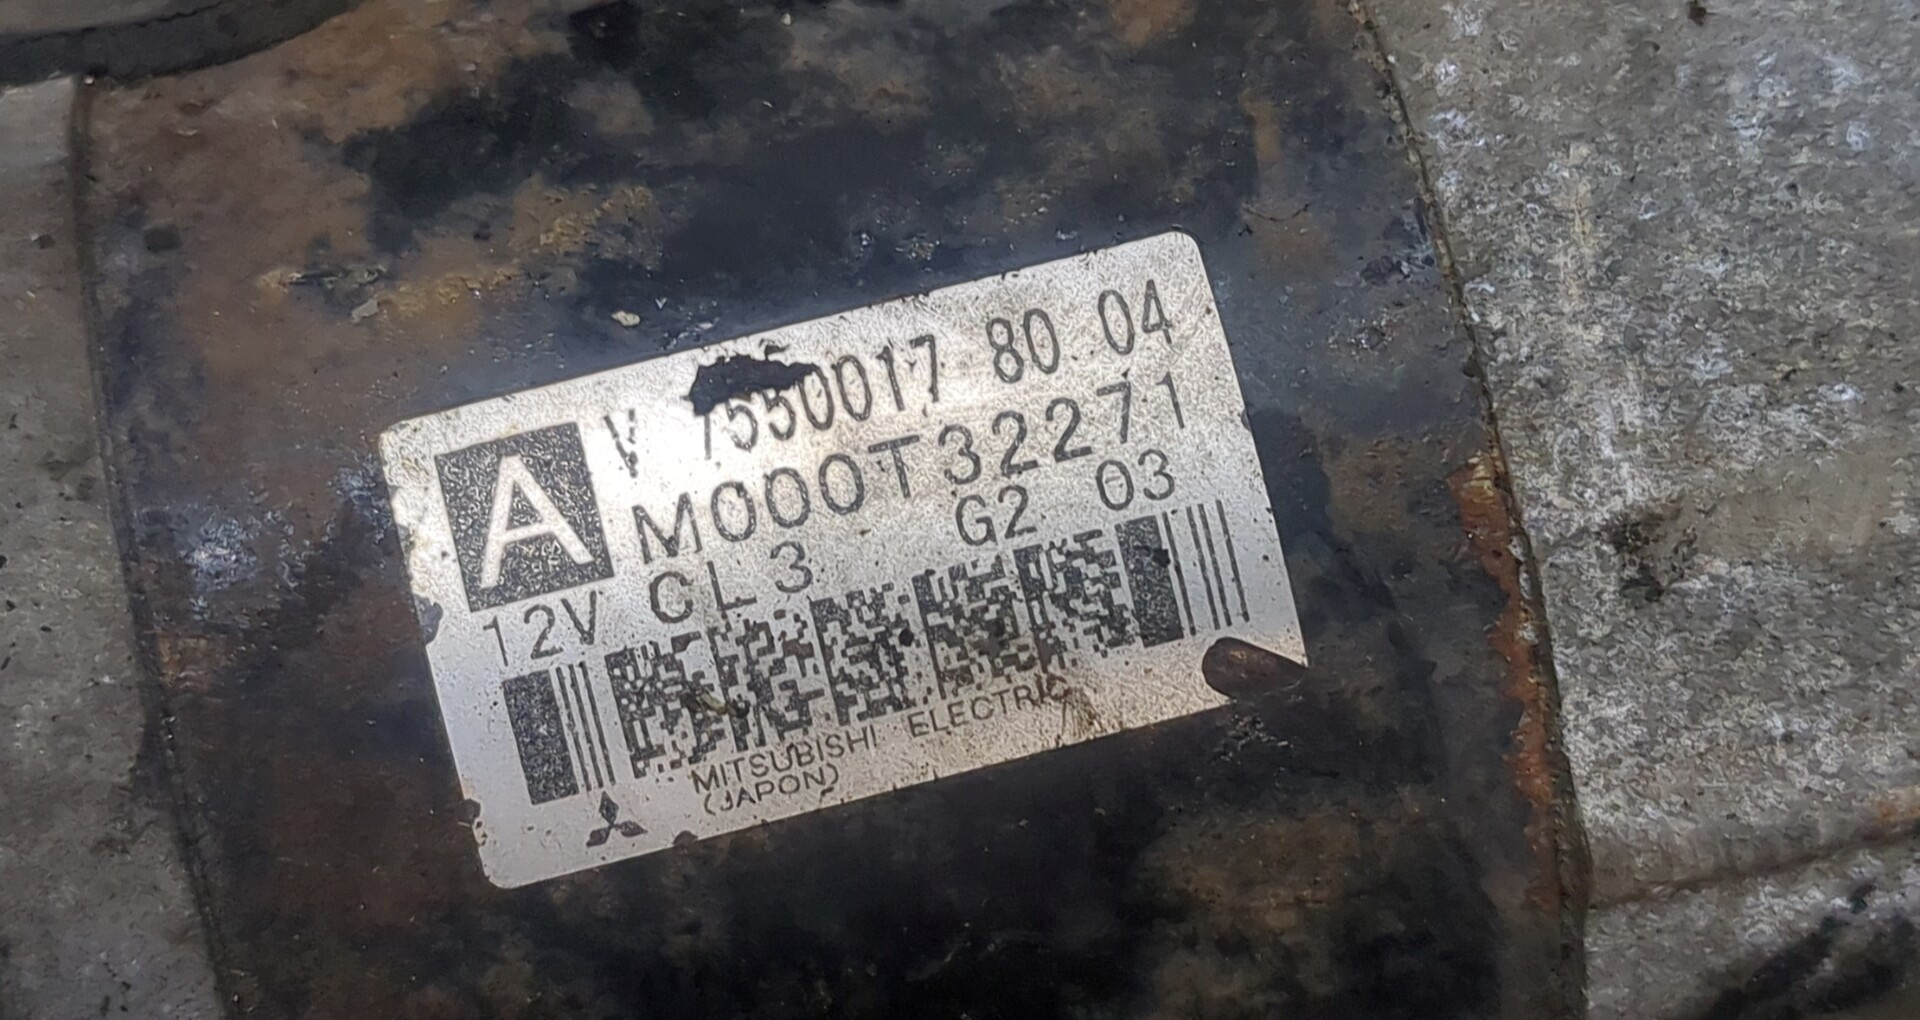 A
V 7550017 80 04
M000T32271
12V CL3 G2 03
MITSUBISHI ELECTRIC
(JAPON)